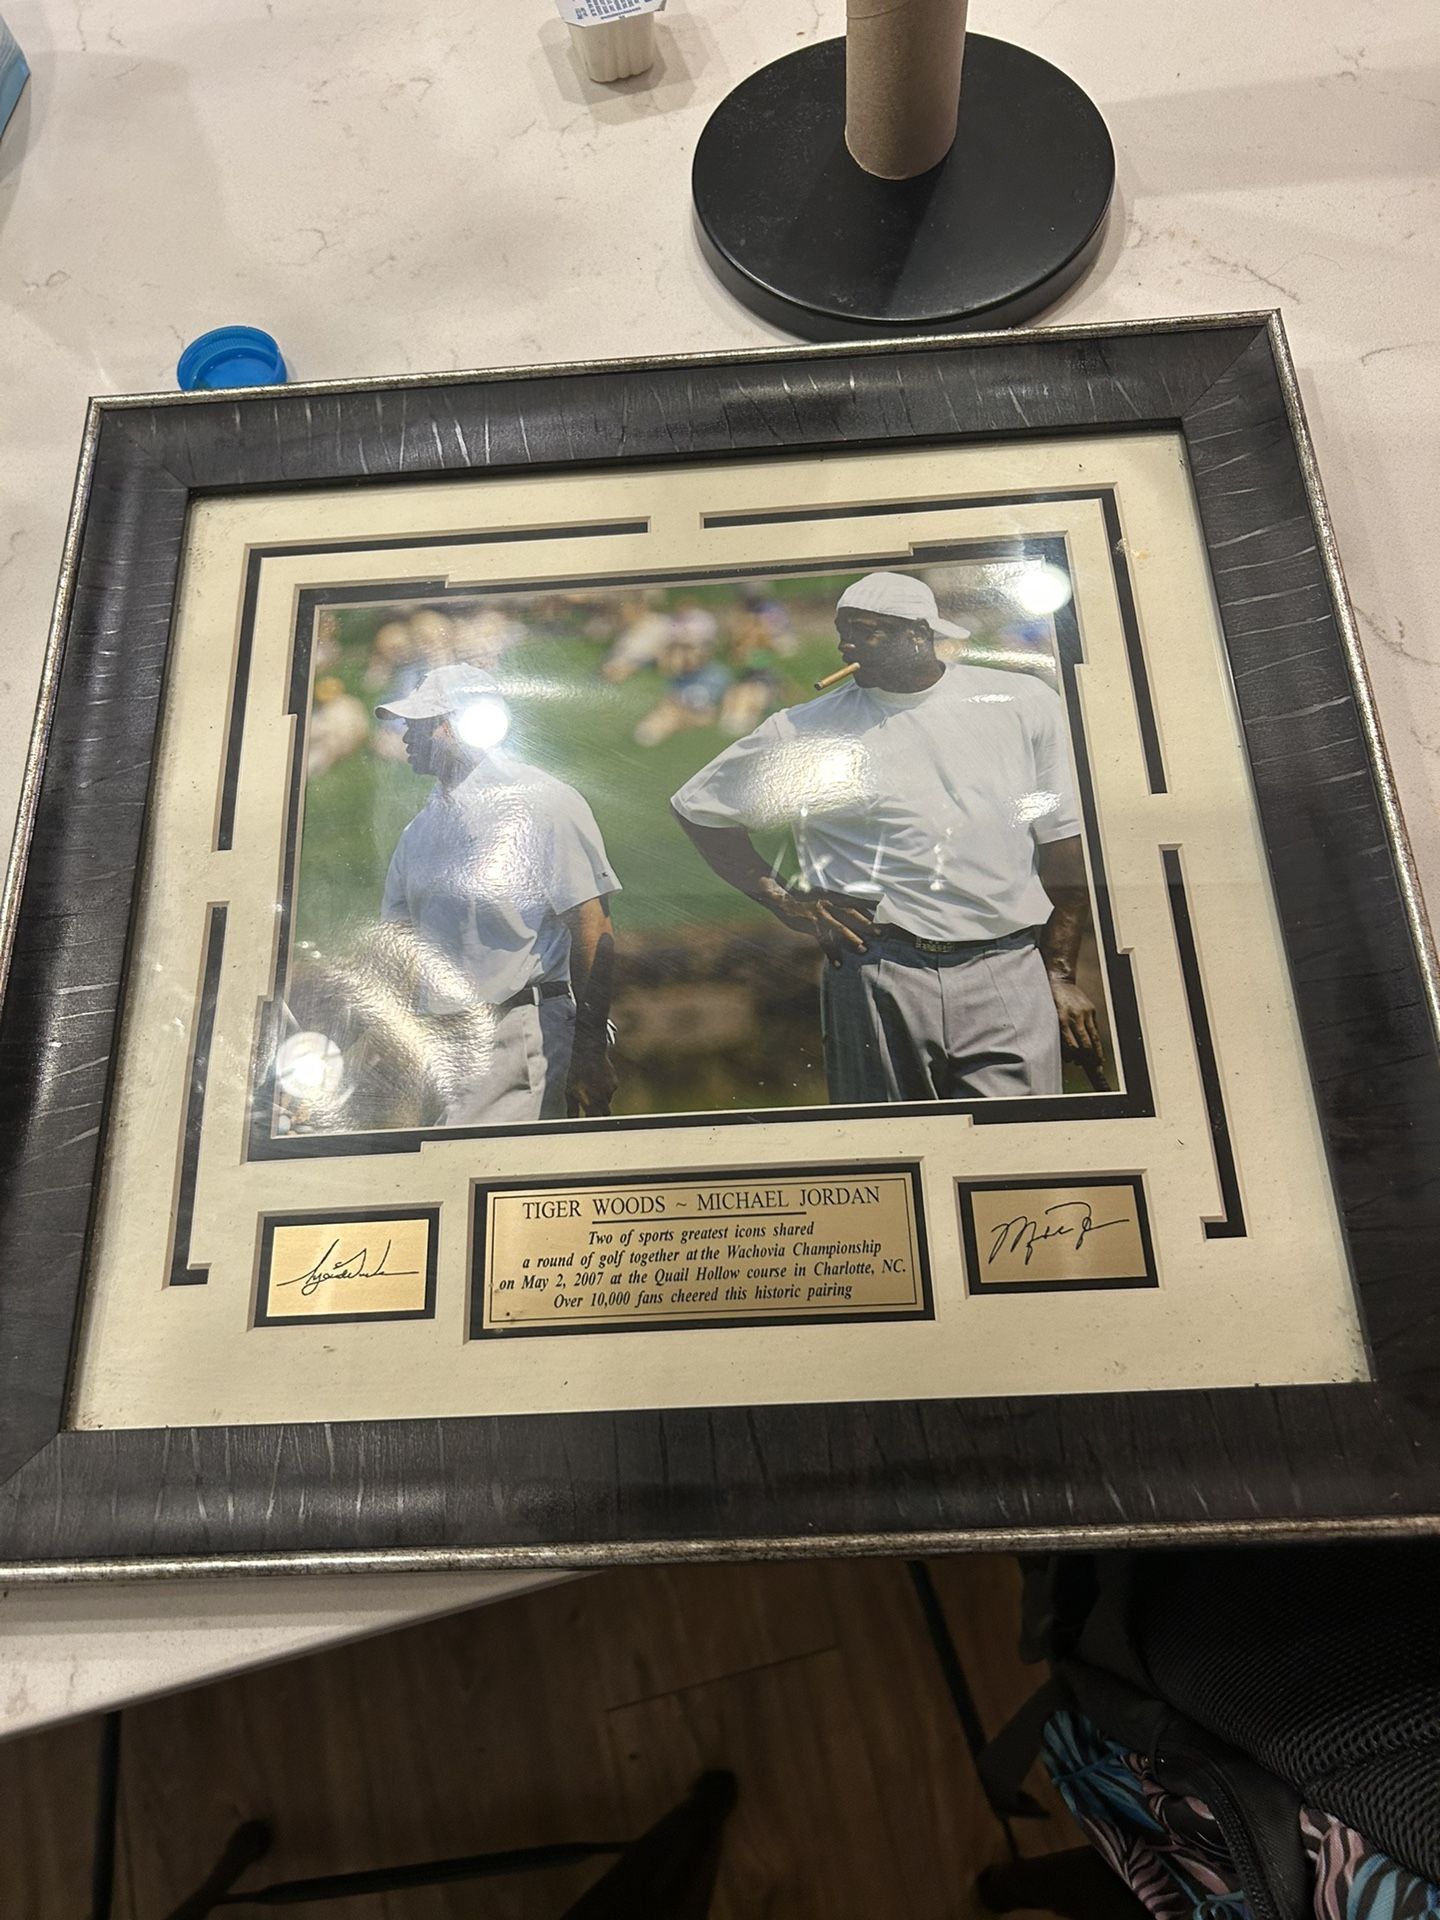 TIGER WOODS ~ MICHAEL JORDAN
Two of sports greatest icons shared
a round of golf together at the Wachovia Championship
on May 2, 2007 at the Quail Hollow course in Charlotte, NC.
Over 10,000 fans cheered this historic pairing